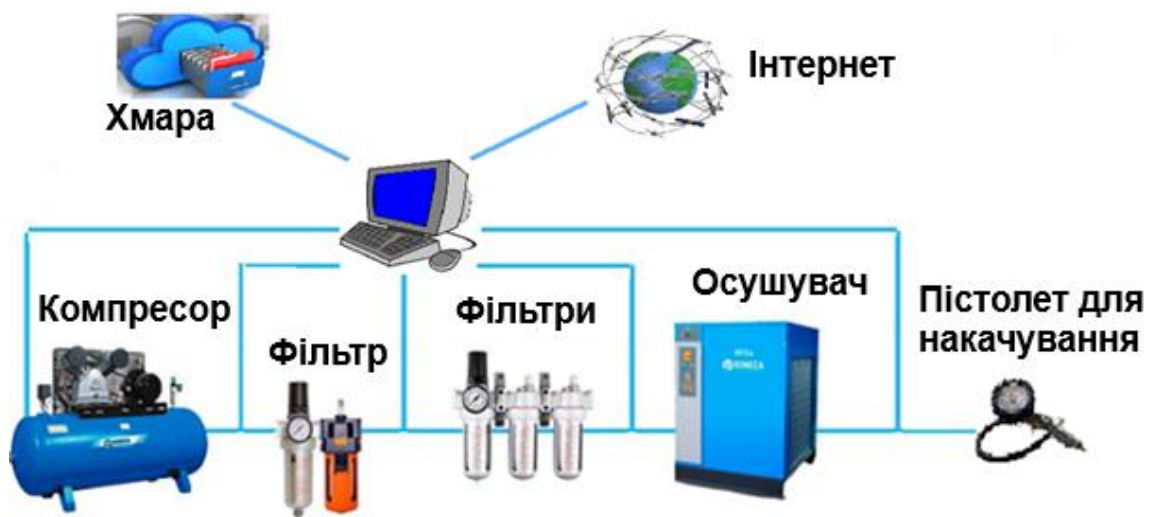 Хмара
Інтернет
Компресор
Фільтр
Фільтри
Осушувач
Пістолет для
накачування